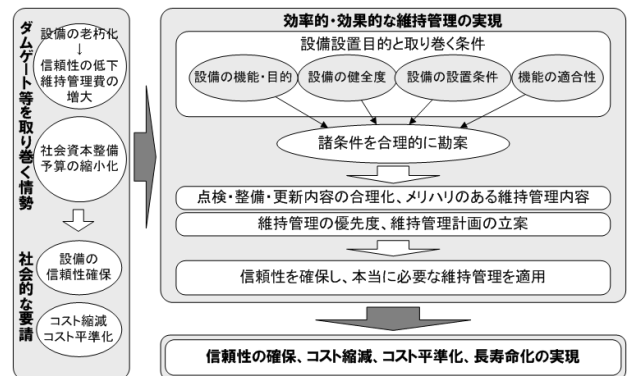 ダムゲート等を取り巻く情勢
設備の老朽化
↓
信頼性の低下
維持管理費の
増大
社会資本整備
予算の縮小化
社会的な要請
設備の
信頼性確保
コスト縮減
コスト平準化
効率的・効果的な維持管理の実現
設備設置目的と取り巻く条件
設備の機能・目的
設備の健全度
設備の設置条件
機能の適合性
諸条件を合理的に勘案
点検・整備・更新内容の合理化、メリハリのある維持管理内容
維持管理の優先度、維持管理計画の立案
信頼性を確保し、本当に必要な維持管理を適用
信頼性の確保、コスト縮減、コスト平準化、長寿命化の実現